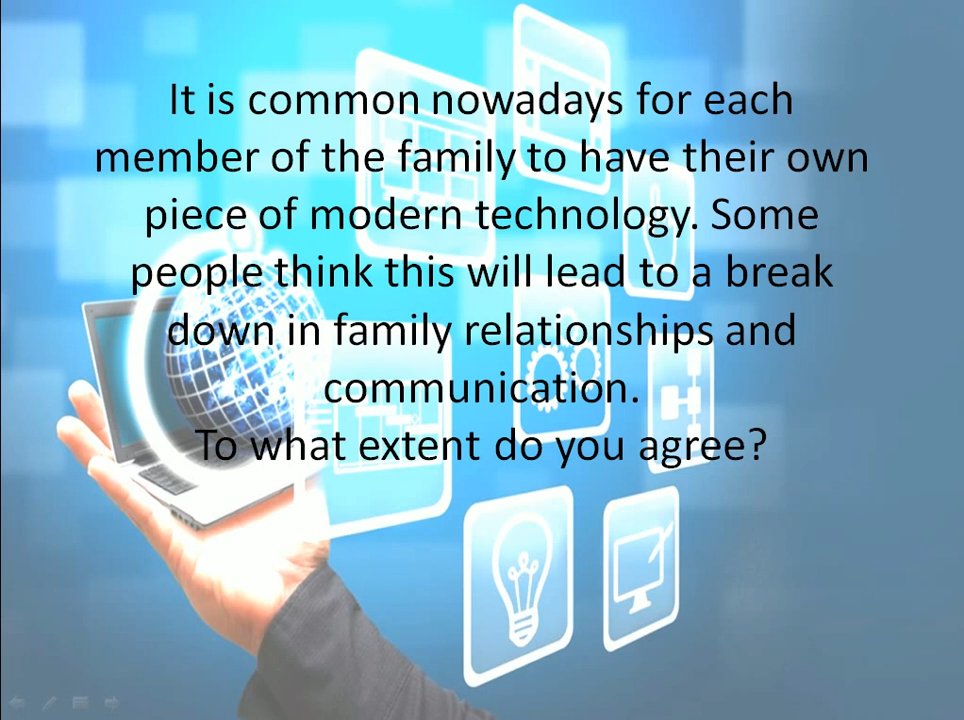 It is common nowadays for each
member of the family to have their own
piece of modern technology. Some
people think this will lead to a break
down in family relationships and
communication.
To what extent do you agree?